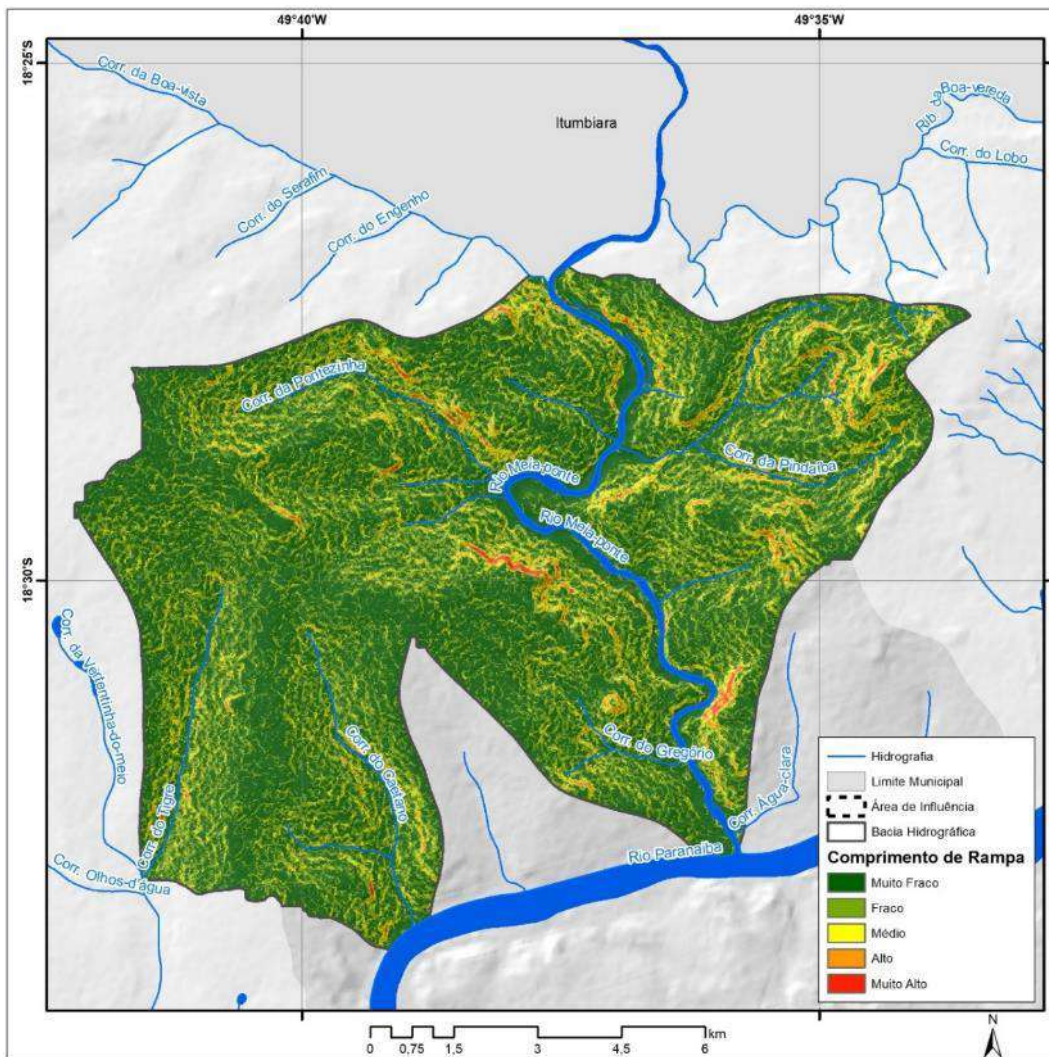 49°40'W
49°35'W
18°25'S
Corr. da Boa-vista
Itumbiara
Rib. da Boa-vereda
Corr. do Lobo
Corr. do Serafim
Corr. do Engenho
Corr. da Pontezinha
Corr. da Pindaíba
Rio Meia-ponte
Rio Meia-ponte
18°30'S
Corr. da Vertentinha-do-meio
Corr. do Tigre
Corr. do Caetano
Corr. do Gregório
Corr. Água-clara
Rio Paranaíba
Corr. Olhos-d'água
Hidrografia
Limite Municipal
Área de Influência
Bacia Hidrográfica
Comprimento de Rampa
Muito Fraco
Fraco
Médio
Alto
Muito Alto
km
0 0,75 1,5 3 4,5 6
N